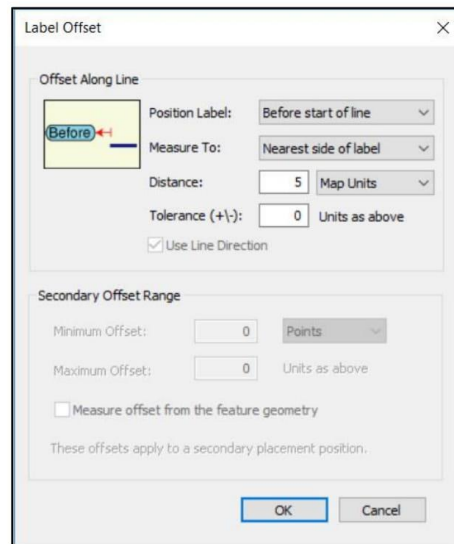 Label Offset
Offset Along Line
Before
Position Label: Before start of line
Measure To: Nearest side of label
Distance: 5 Map Units
Tolerance (+\-): 0 Units as above
Use Line Direction
Secondary Offset Range
Minimum Offset: 0 Points
Maximum Offset: 0 Units as above
Measure offset from the feature geometry
These offsets apply to a secondary placement position.
OK Cancel